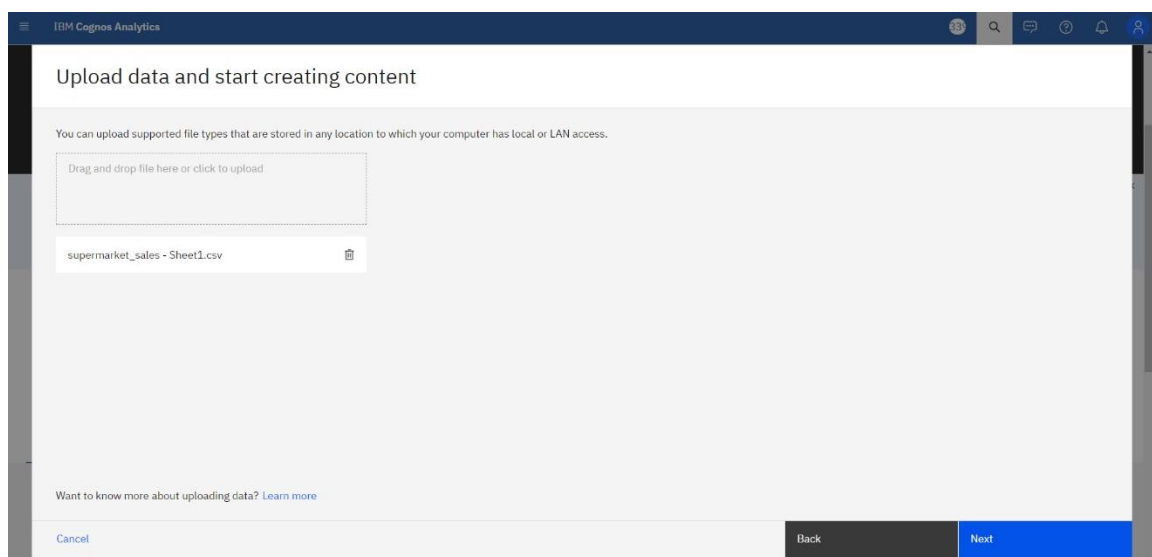 IBM Cognos Analytics
Upload data and start creating content
You can upload supported file types that are stored in any location to which your computer has local or LAN access.
Drag and drop file here or click to upload
supermarket_sales - Sheet1.csv
Want to know more about uploading data? Learn more
Cancel
Back
Next